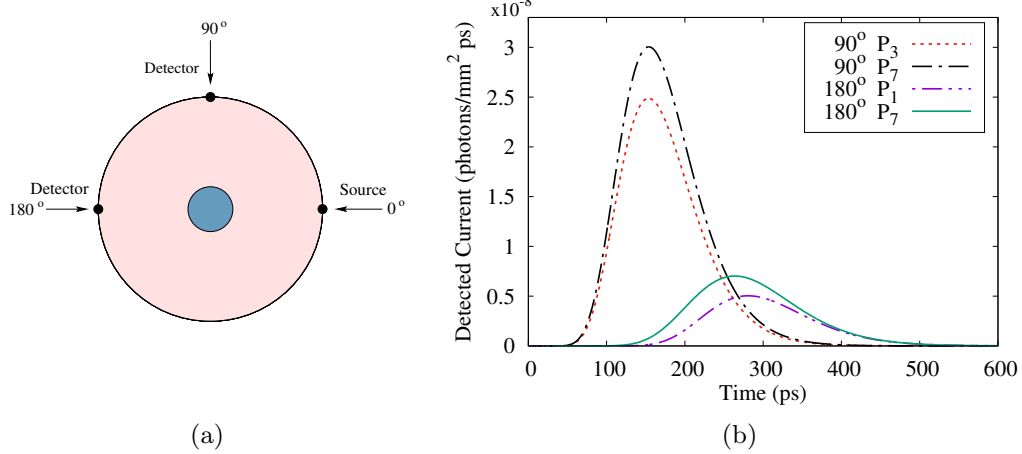 90°
Detector
Detector
180°
Source
0°
(a)
x10⁻⁸
Detected Current (photons/mm² ps)
3
2.5
2
1.5
1
0.5
0
90° P₃
90° P₇
180° P₁
180° P₇
0 100 200 300 400 500 600
Time (ps)
(b)